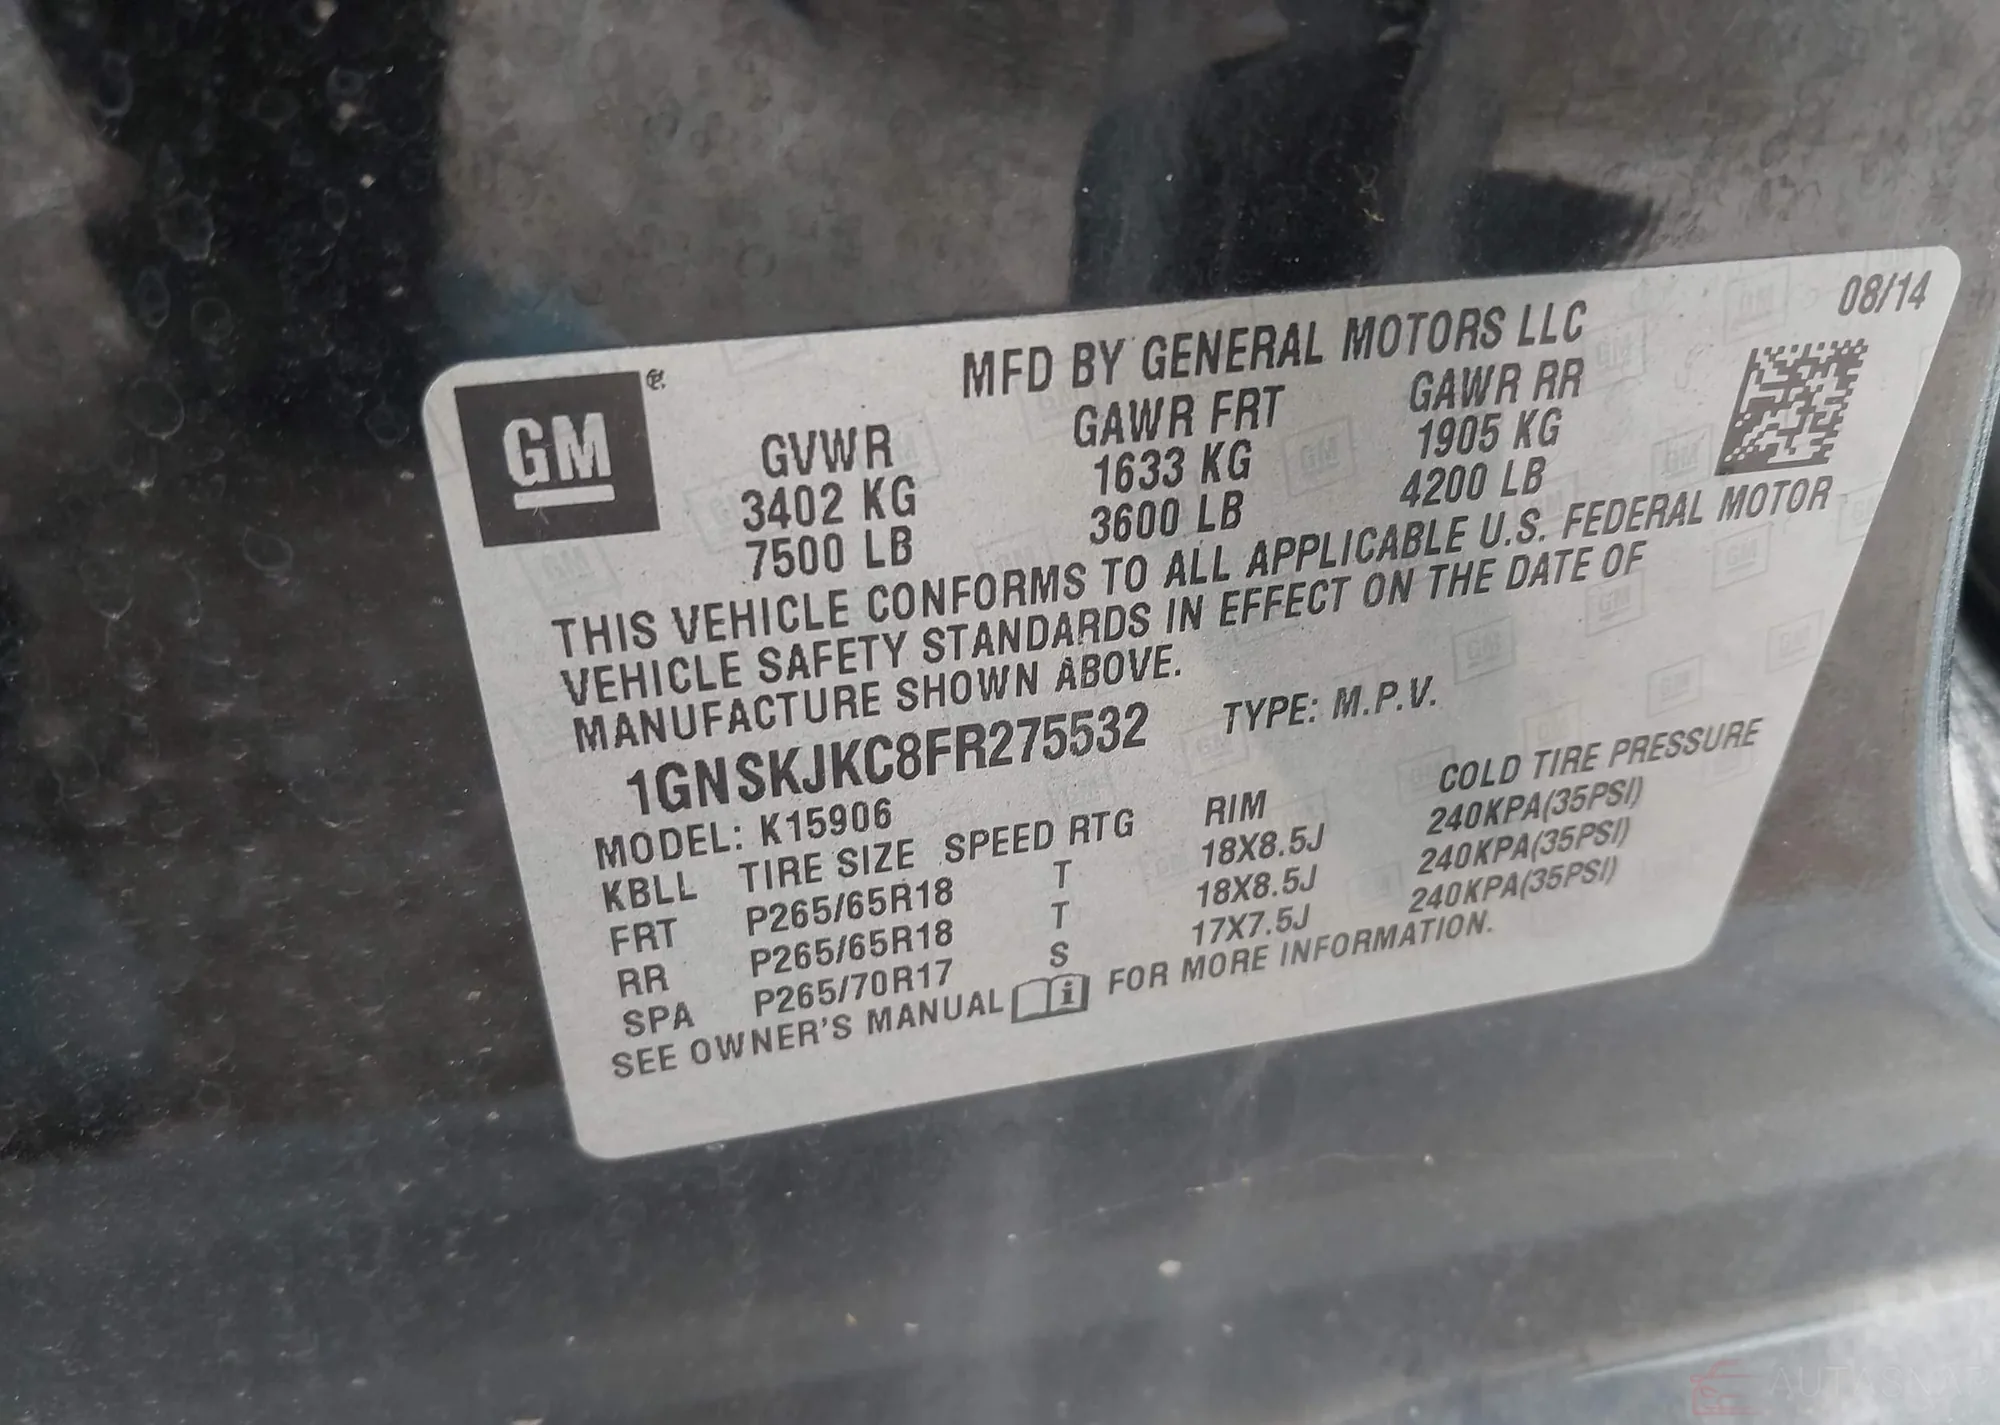 08/14
MFD BY GENERAL MOTORS LLC
GM
GVWR GAWR FRT GAWR RR
3402 KG 1633 KG 1905 KG
7500 LB 3600 LB 4200 LB
THIS VEHICLE CONFORMS TO ALL APPLICABLE U.S. FEDERAL MOTOR
VEHICLE SAFETY STANDARDS IN EFFECT ON THE DATE OF
MANUFACTURE SHOWN ABOVE.
1GNSKJKC8FR275532 TYPE: M.P.V.
MODEL: K15906
KBLL TIRE SIZE SPEED RTG RIM COLD TIRE PRESSURE
FRT P265/65R18 T 18X8.5J 240KPA(35PSI)
RR P265/65R18 T 18X8.5J 240KPA(35PSI)
SPA P265/70R17 S 17X7.5J 240KPA(35PSI)
SEE OWNER'S MANUAL FOR MORE INFORMATION.